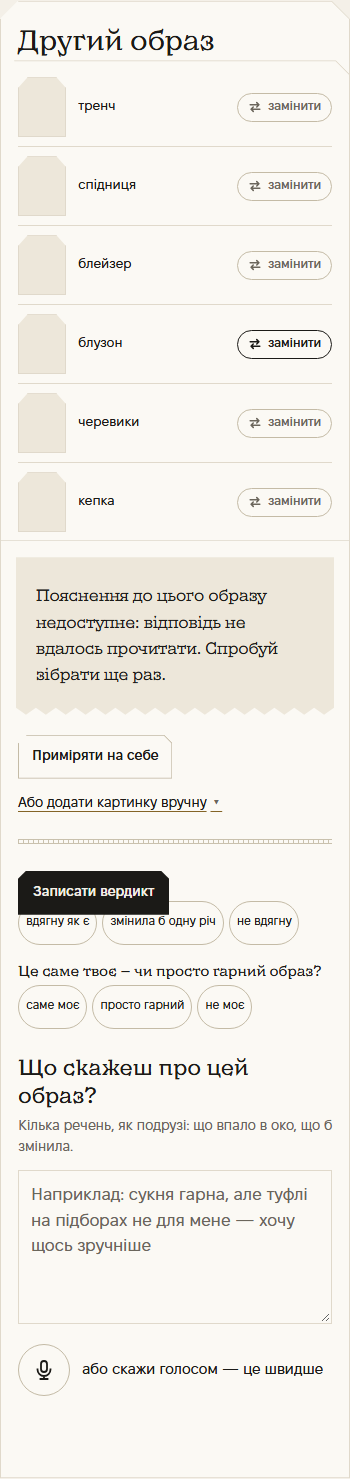 Другий образ
тренч
замінити
спідниця
замінити
блейзер
замінити
блузон
замінити
черевики
замінити
кепка
замінити
Пояснення до цього образу
недоступне: відповідь не
вдалось прочитати. Спробуй
зібрати ще раз.
Приміряти на себе
Або додати картинку вручну
Записати вердикт
вдягну як є
змінила б одну річ
не вдягну
Це саме твоє – чи просто гарний образ?
саме моє
просто гарний
не моє
Що скажеш про цей
образ?
Кілька речень, як подрузі: що впало в око, що б
змінила.
Наприклад: сукня гарна, але туфлі
на підборах не для мене — хочу
щось зручніше
або скажи голосом — це швидше